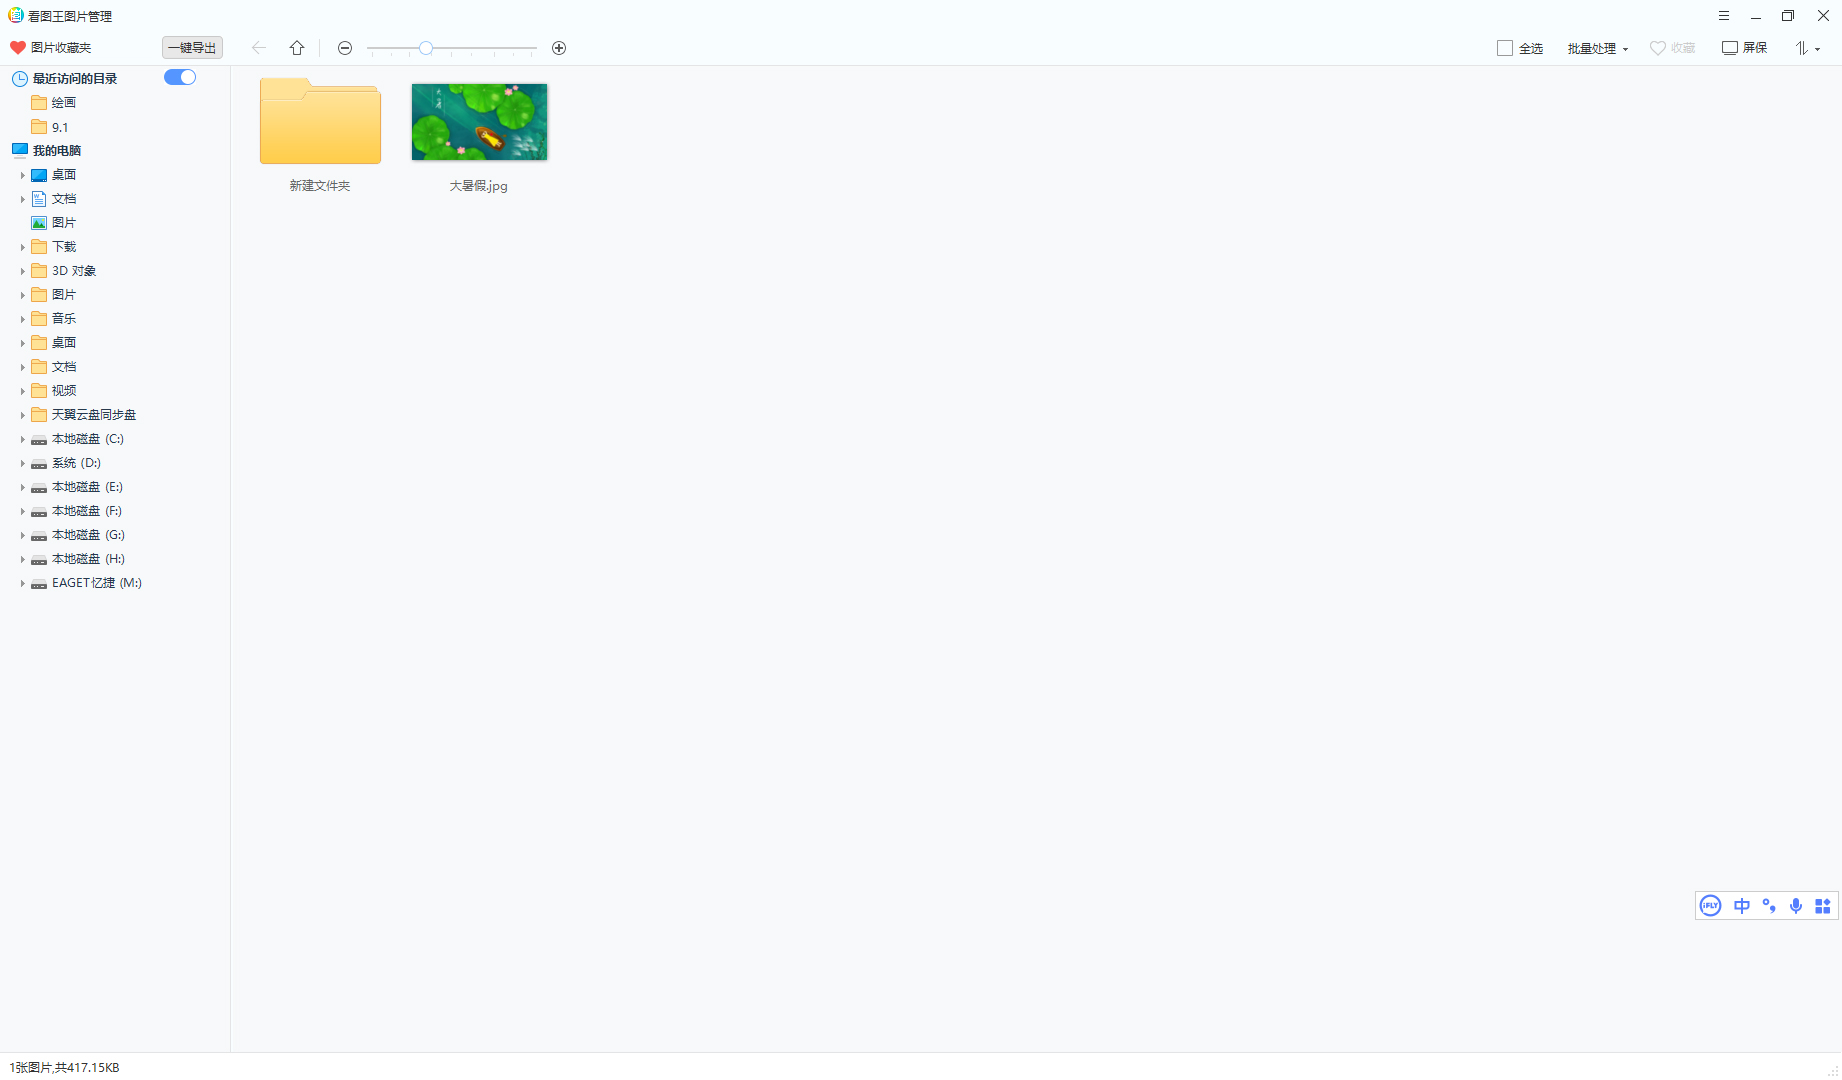 看图王图片管理
图片收藏夹
一键导出
全选
批量处理
收藏
屏保
最近访问的目录
绘画
9.1
我的电脑
桌面
文档
图片
下载
3D 对象
图片
音乐
桌面
文档
视频
天翼云盘同步盘
本地磁盘 (C:)
系统 (D:)
本地磁盘 (E:)
本地磁盘 (F:)
本地磁盘 (G:)
本地磁盘 (H:)
EAGET忆捷 (M:)
大暑
新建文件夹
大暑假.jpg
iFLY
中
1张图片,共417.15KB